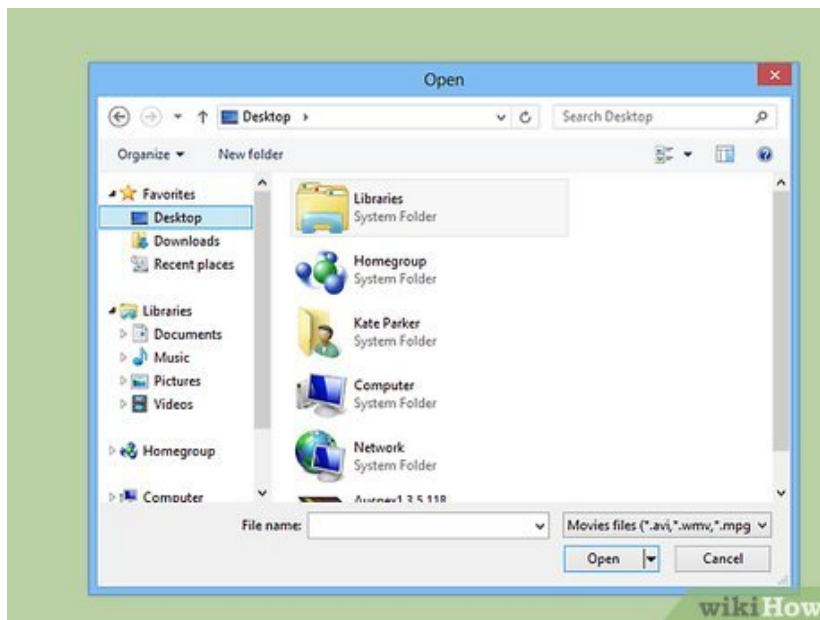 Open
Desktop
Search Desktop
Organize
New folder
Favorites
Desktop
Downloads
Recent places
Libraries
Documents
Music
Pictures
Videos
Homegroup
Computer
Libraries
System Folder
Homegroup
System Folder
Kate Parker
System Folder
Computer
System Folder
Network
System Folder
File name:
Movies files (*.avi,*.wmv,*.mpg
Open
Cancel
wikiHow